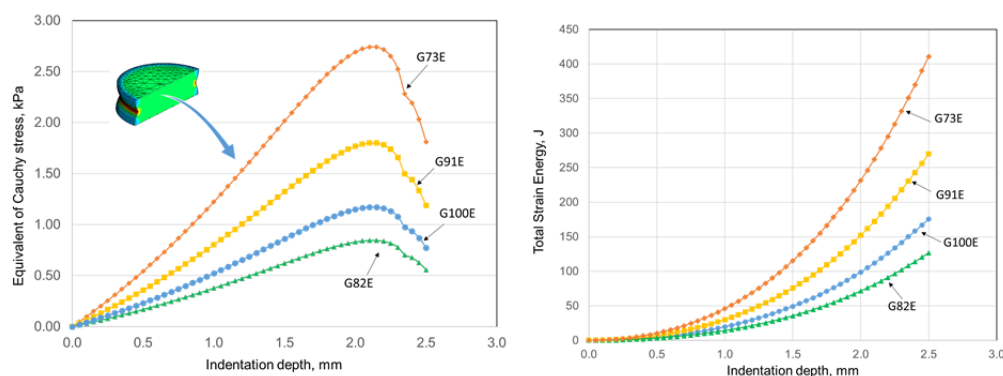 3.00
2.50
2.00
1.50
1.00
0.50
0.00
Equivalent of Cauchy stress, kPa
G73E
G91E
G100E
G82E
0.0 0.5 1.0 1.5 2.0 2.5 3.0
Indentation depth, mm
450
400
350
300
250
200
150
100
50
0
Total Strain Energy, J
G73E
G91E
G100E
G82E
0.0 0.5 1.0 1.5 2.0 2.5 3.0
Indentation depth, mm